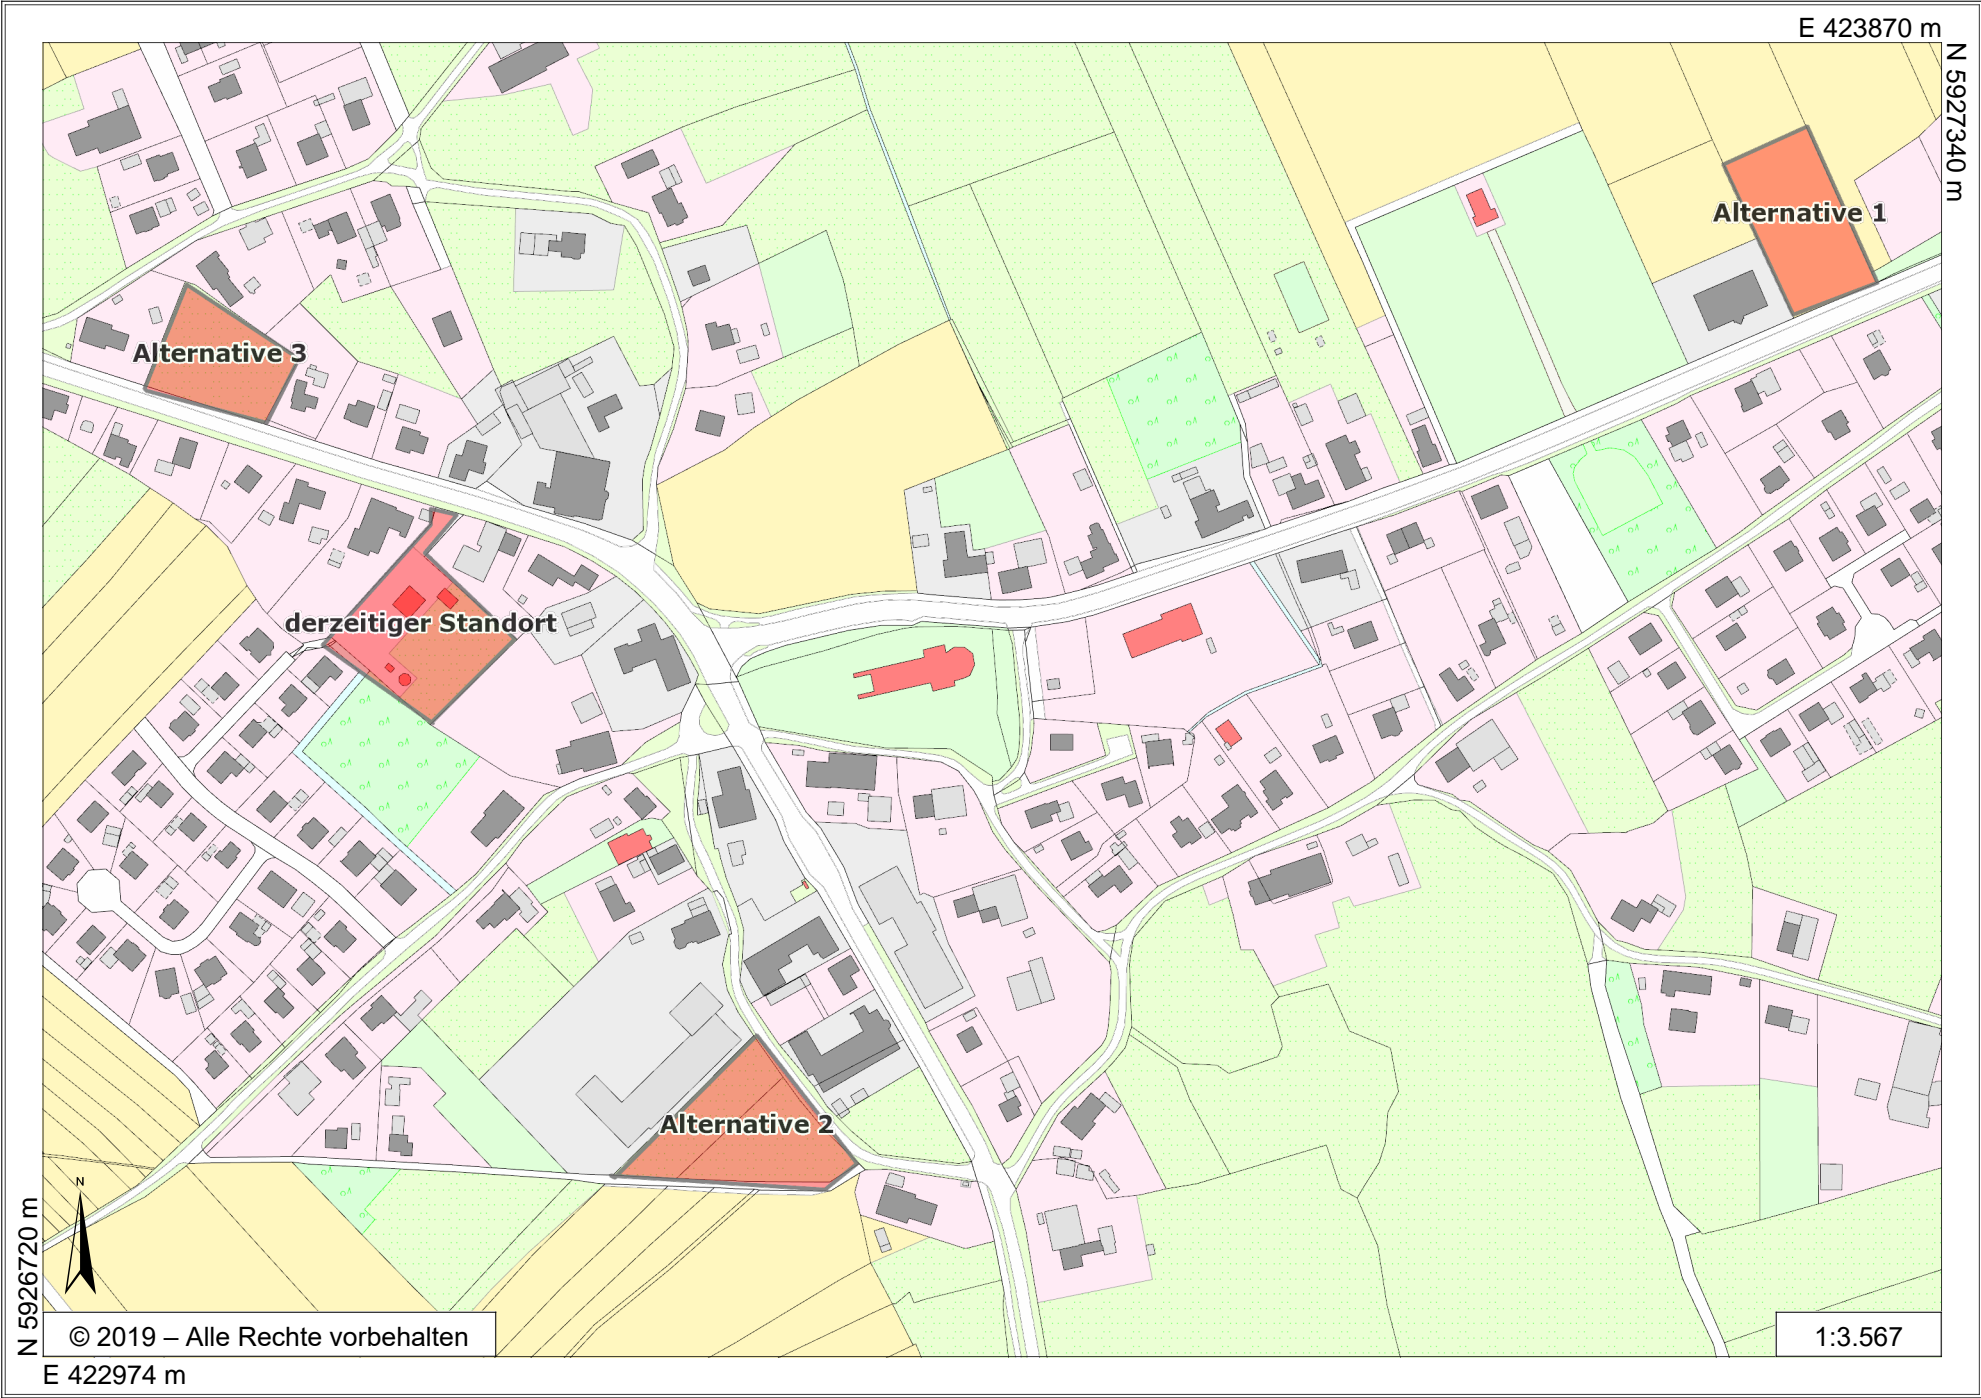 E 423870 m
N 5927340 m
Alternative 1
Alternative 3
derzeitiger Standort
Alternative 2
N
N 5926720 m
© 2019 – Alle Rechte vorbehalten
1:3.567
E 422974 m